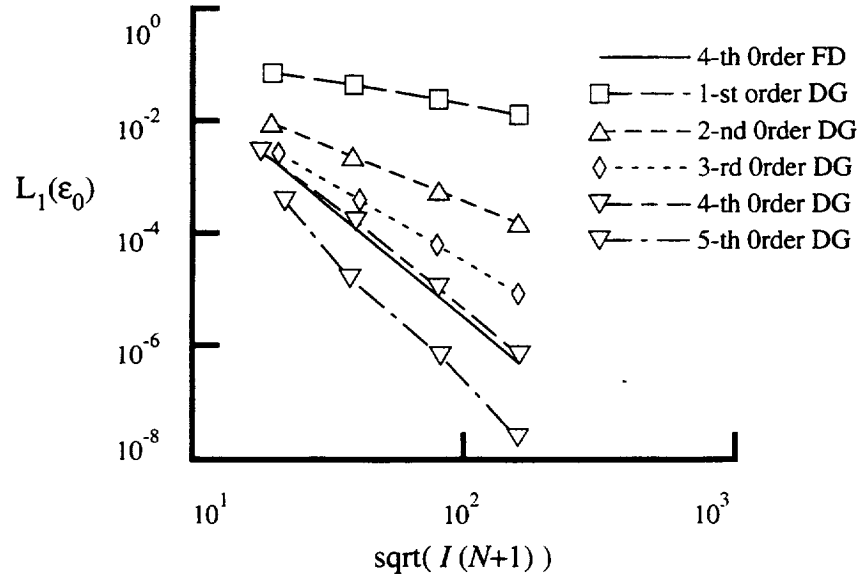 10^0
10^-2
10^-4
10^-6
10^-8
L_1(ε_0)
10^1
10^2
10^3
sqrt( I (N+1) )
4-th 0rder FD
1-st order DG
2-nd 0rder DG
3-rd 0rder DG
4-th 0rder DG
5-th 0rder DG